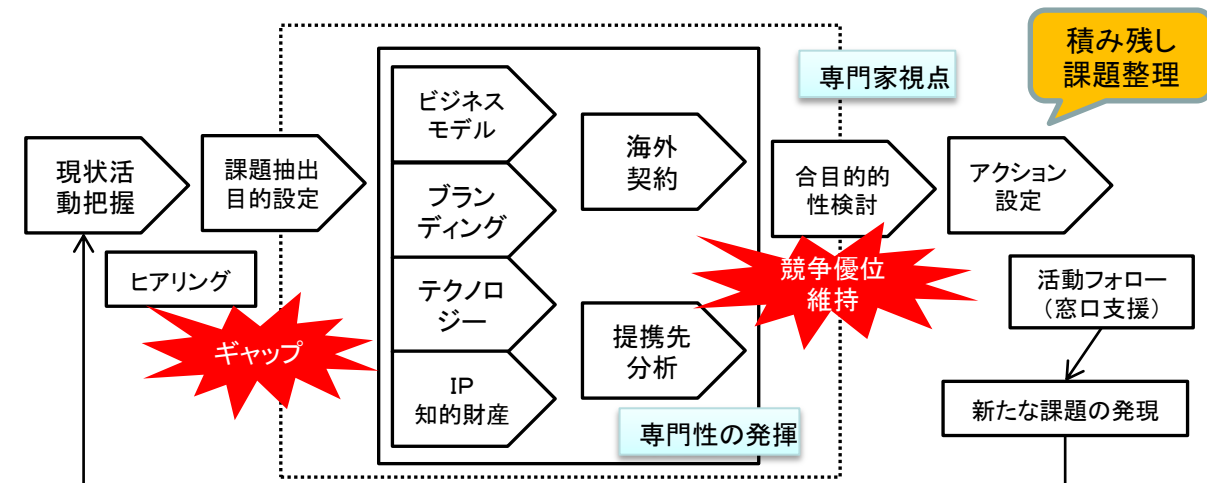 積み残し
課題整理
専門家視点
現状活
動把握
課題抽出
目的設定
ビジネス
モデル
ブラン
ディング
テクノロ
ジー
IP
知的財産
海外
契約
提携先
分析
専門性の発揮
合目的的
性検討
アクション
設定
ヒアリング
ギャップ
競争優位
維持
活動フォロー
（窓口支援）
新たな課題の発現